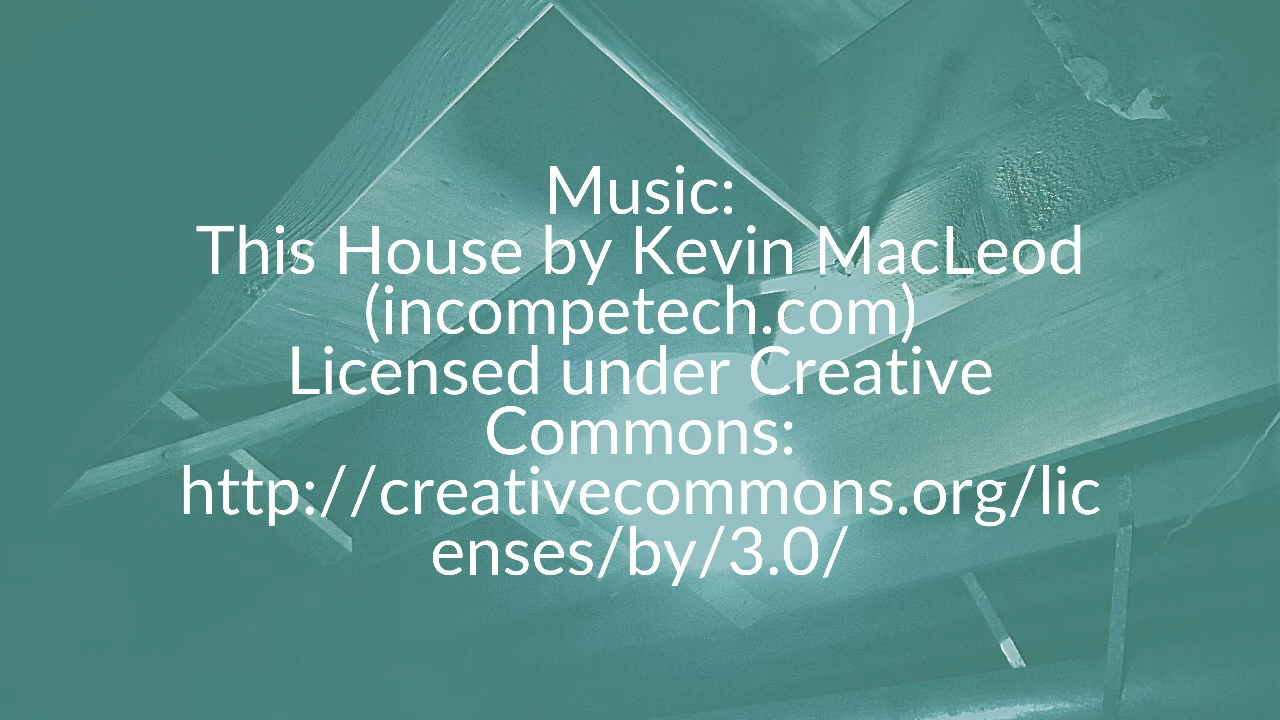 Music:
This House by Kevin MacLeod
(incompetech.com)
Licensed under Creative
Commons:
http://creativecommons.org/lic
enses/by/3.0/